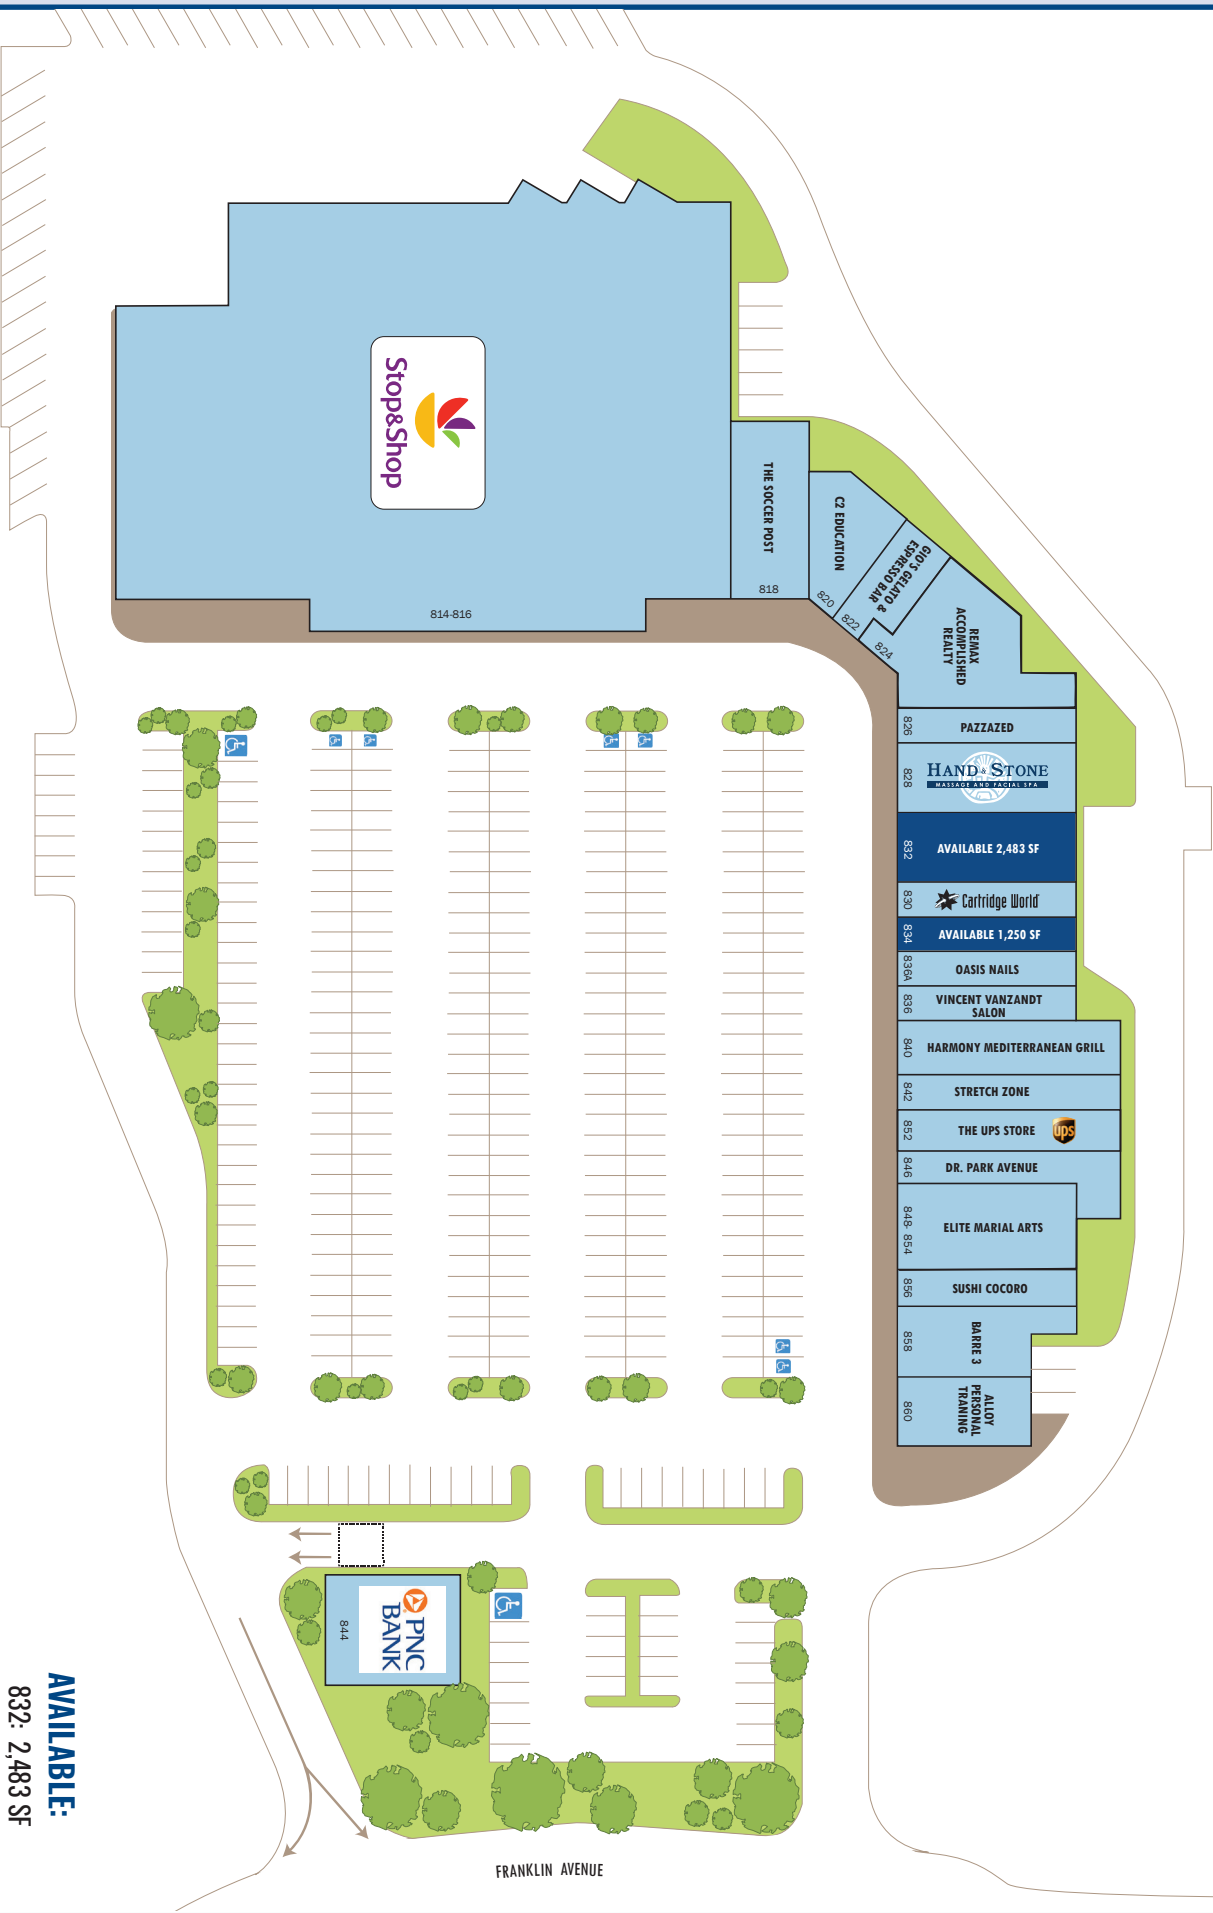 Stop&Shop
814-816
THE SOCCER POST
818
C2 EDUCATION
820
GIO'S GELATO &
ESPRESSO BAR
822
REMAX
ACCOMPLISHED
REALTY
824
PAZZAZED
826
HAND & STONE
MASSAGE AND FACIAL SPA
828
AVAILABLE 2,483 SF
832
Cartridge World
830
AVAILABLE 1,250 SF
834
OASIS NAILS
836A
VINCENT VANZANDT
SALON
836
HARMONY MEDITERRANEAN GRILL
840
STRETCH ZONE
842
THE UPS STORE
ups
852
DR. PARK AVENUE
846
ELITE MARIAL ARTS
848- 854
SUSHI COCORO
856
BARRE 3
858
ALLOY
PERSONAL
TRANING
860
PNC
BANK
844
FRANKLIN AVENUE
AVAILABLE:
832: 2,483 SF